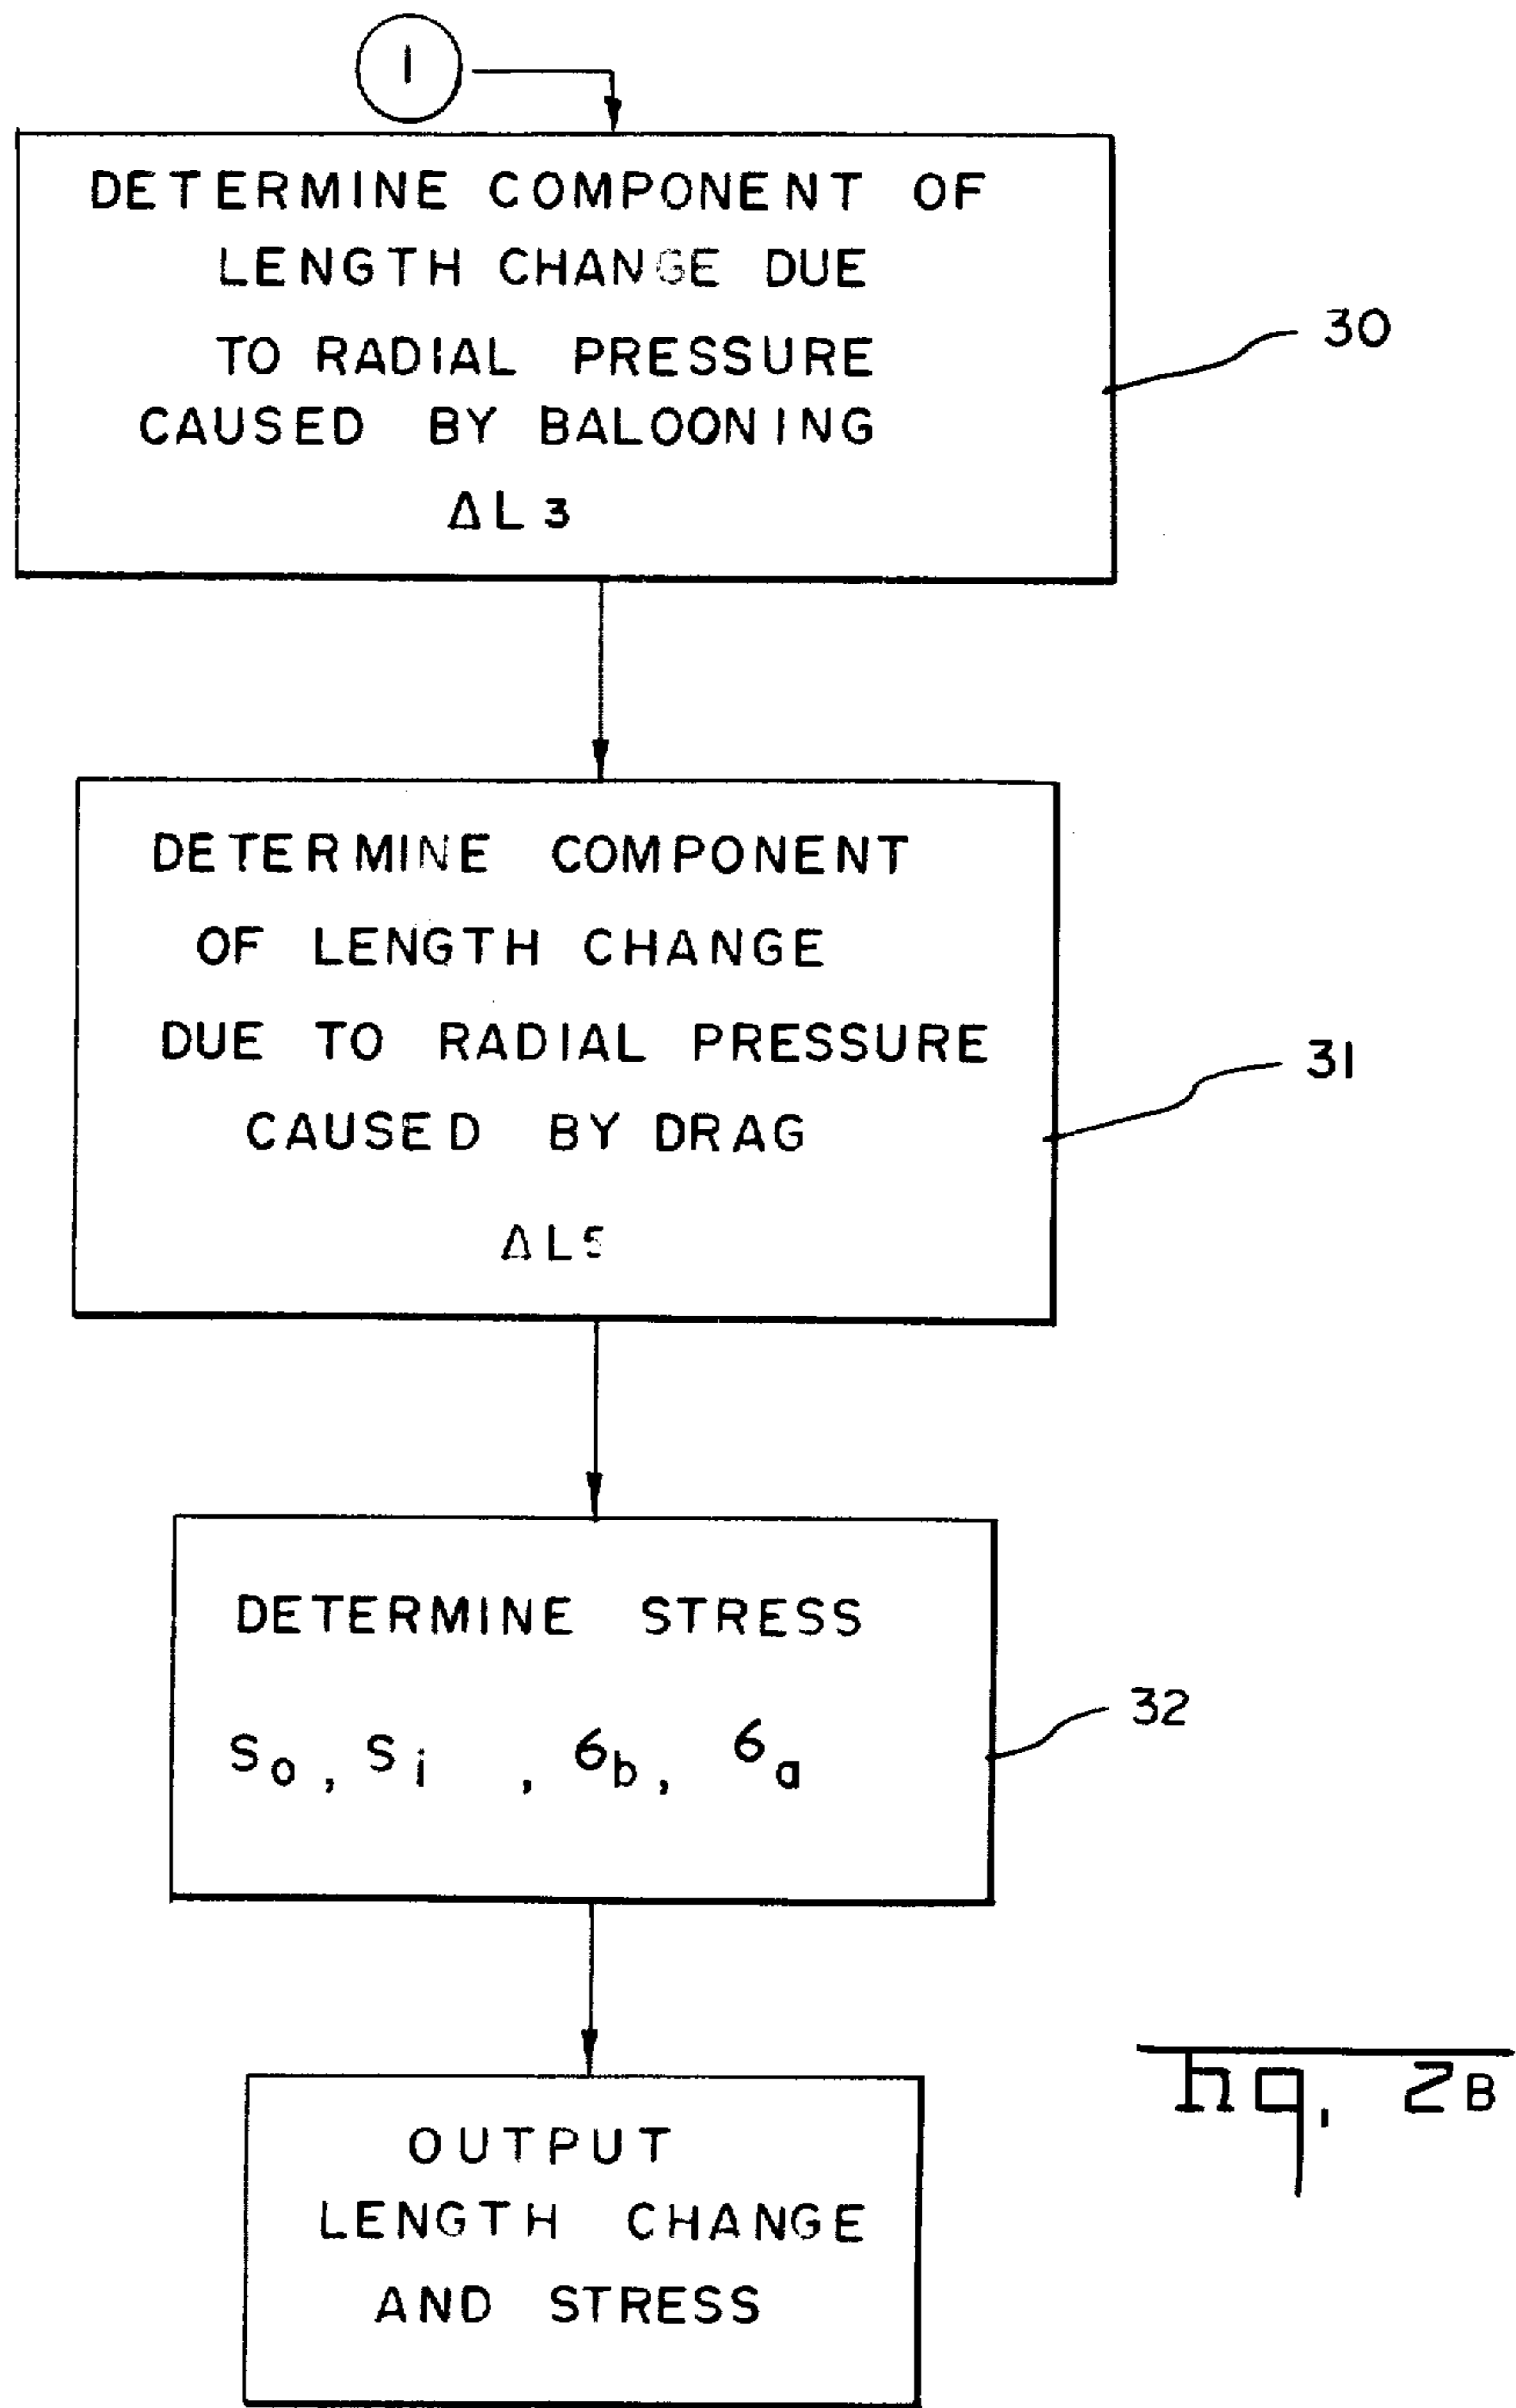 1
DETERMINE COMPONENT OF
LENGTH CHANGE DUE
TO RADIAL PRESSURE
CAUSED BY BALOONING
ΔL3
30
DETERMINE COMPONENT
OF LENGTH CHANGE
DUE TO RADIAL PRESSURE
CAUSED BY DRAG
ΔL5
31
DETERMINE STRESS
So, Si , σb, σa
32
OUTPUT
LENGTH CHANGE
AND STRESS
Fig. 2B